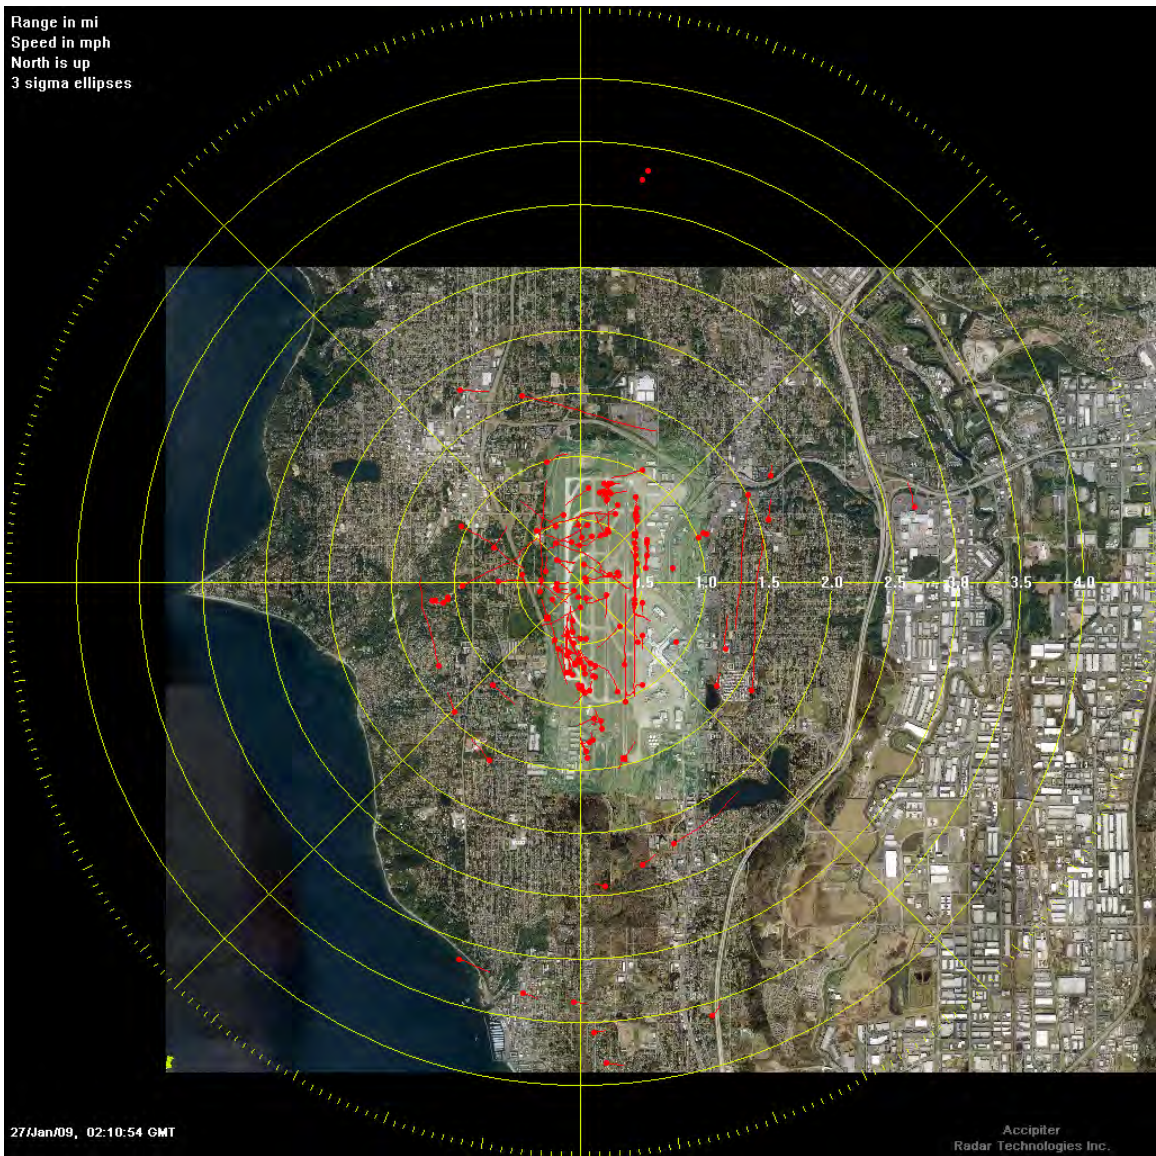 Range in mi
Speed in mph
North is up
3 sigma ellipses
1.0
1.5
2.0
2.5
3.5
4.0
27/Jan/09, 02:10:54 GMT
Accipiter
Radar Technologies Inc.